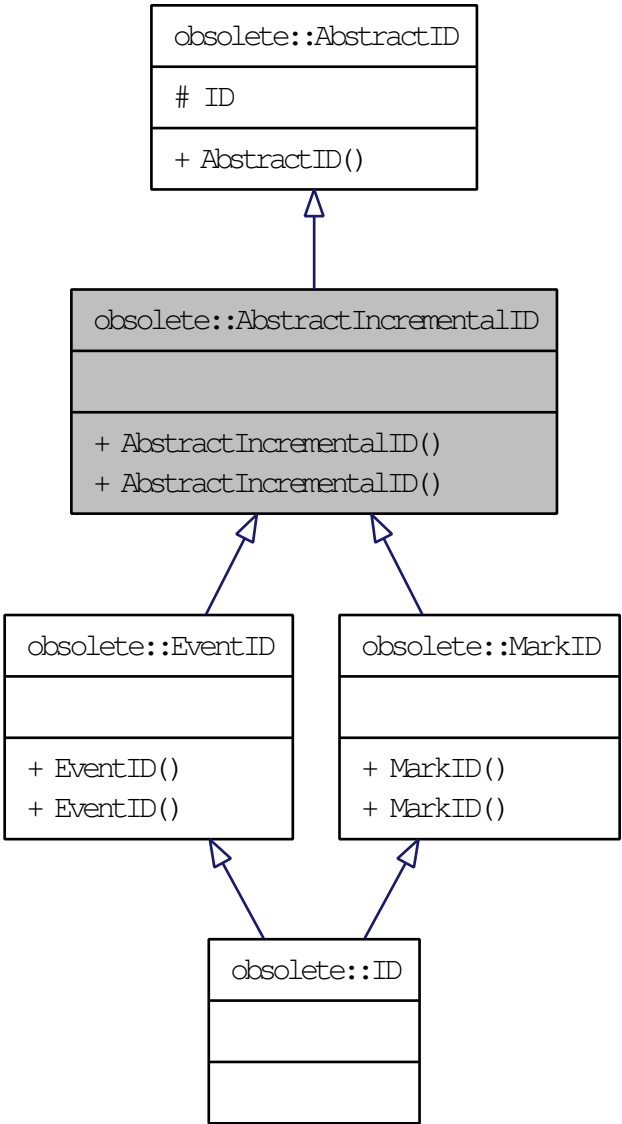 obsolete::AbstractID
# ID
+ AbstractID()
obsolete::AbstractIncrementalID
+ AbstractIncrementalID()
+ AbstractIncrementalID()
obsolete::EventID
+ EventID()
+ EventID()
obsolete::MarkID
+ MarkID()
+ MarkID()
obsolete::ID